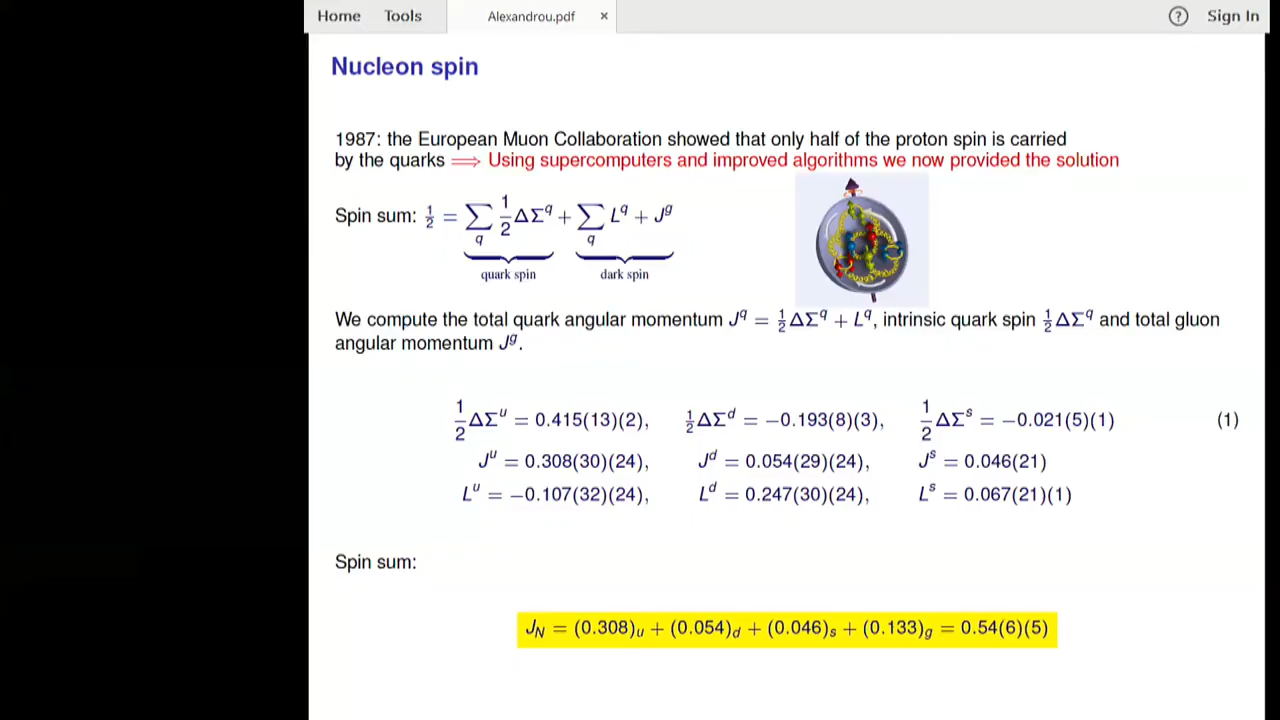 Home Tools Alexandrou.pdf × ? Sign In
Nucleon spin
1987: the European Muon Collaboration showed that only half of the proton spin is carried
by the quarks ⟹ Using supercomputers and improved algorithms we now provided the solution
Spin sum: ½ = ∑_q ½ΔΣ^q + ∑_q L^q + J^g
quark spin dark spin
We compute the total quark angular momentum J^q = ½ΔΣ^q + L^q, intrinsic quark spin ½ΔΣ^q and total gluon
angular momentum J^g.
½ΔΣ^u = 0.415(13)(2), ½ΔΣ^d = −0.193(8)(3), ½ΔΣ^s = −0.021(5)(1) (1)
J^u = 0.308(30)(24), J^d = 0.054(29)(24), J^s = 0.046(21)
L^u = −0.107(32)(24), L^d = 0.247(30)(24), L^s = 0.067(21)(1)
Spin sum:
J_N = (0.308)_u + (0.054)_d + (0.046)_s + (0.133)_g = 0.54(6)(5)